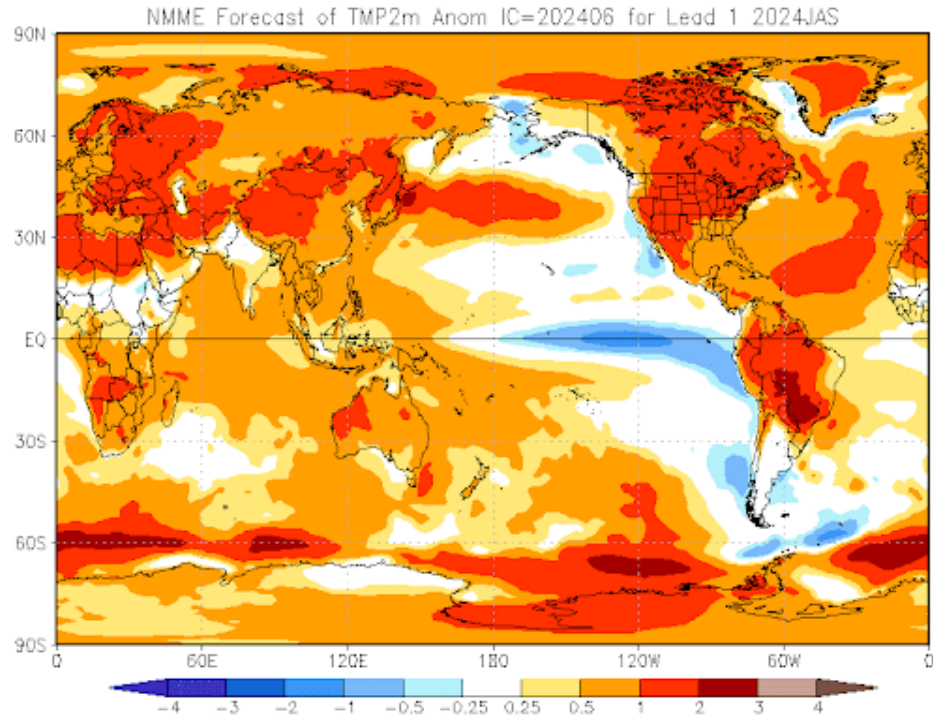 NMME Forecast of TMP2m Anom IC=202406 for Lead 1 2024JAS
90N
60N
30N
EQ
30S
60S
90S
0 60E 120E 180 120W 60W 0
-4 -3 -2 -1 -0.5 -0.25 0.25 0.5 1 2 3 4